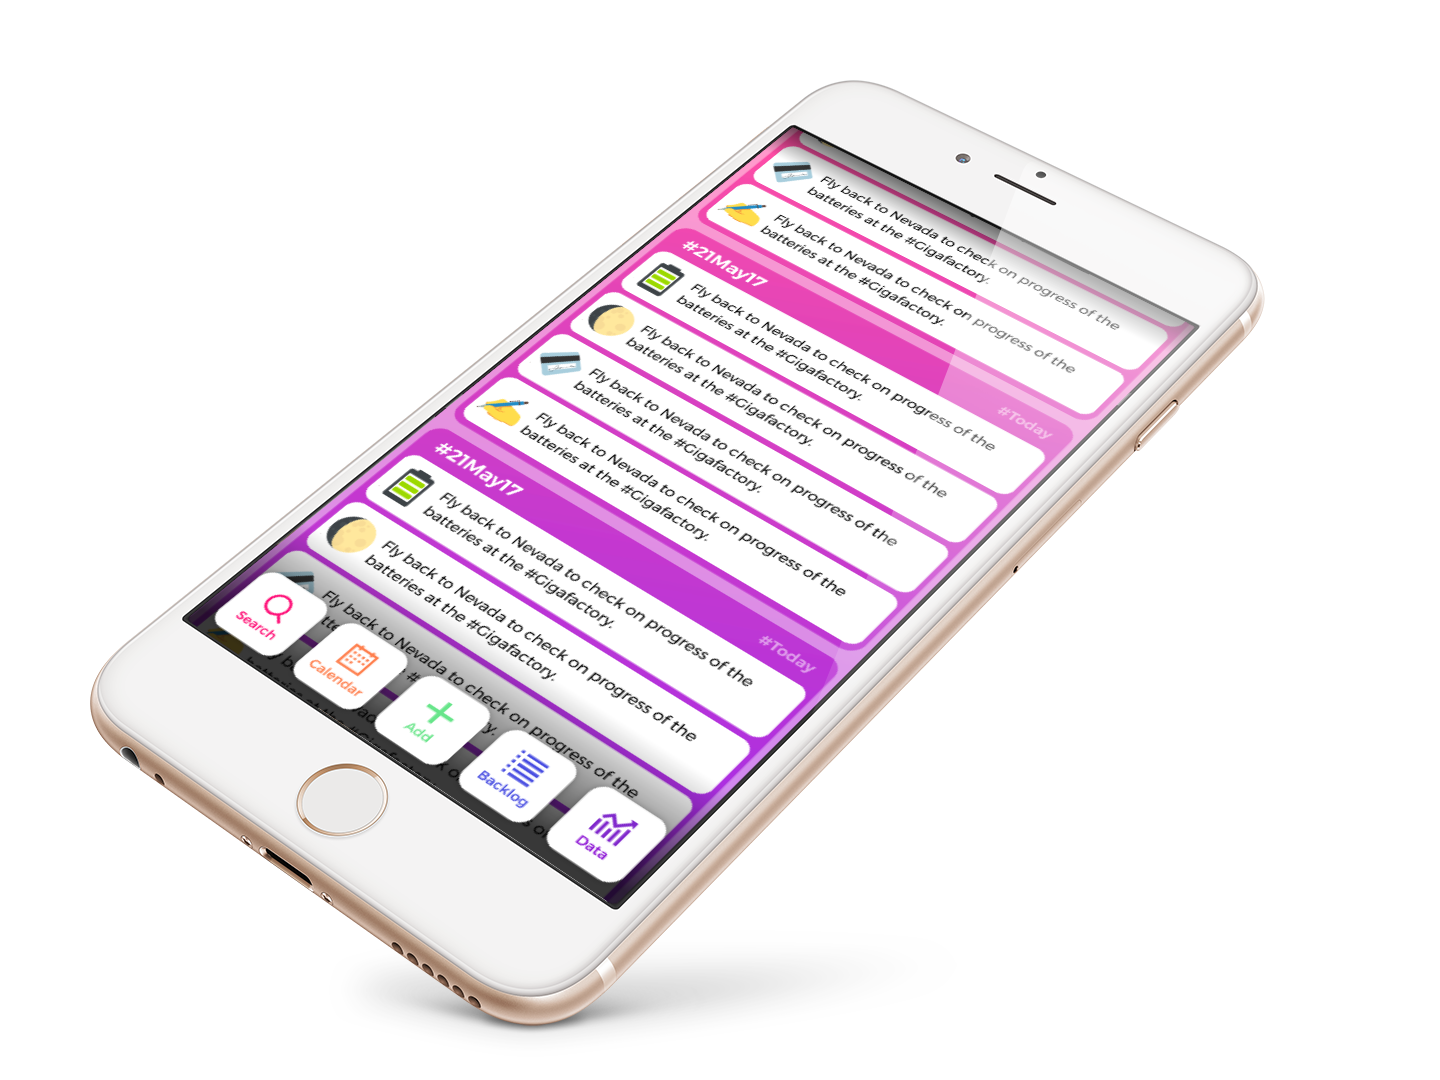 Fly back to Nevada to check on progress of the
batteries at the #Gigafactory.
Fly back to Nevada to check on progress of the
batteries at the #Gigafactory.
#21May17
#Today
Fly back to Nevada to check on progress of the
batteries at the #Gigafactory.
Fly back to Nevada to check on progress of the
batteries at the #Gigafactory.
Fly back to Nevada to check on progress of the
batteries at the #Gigafactory.
Fly back to Nevada to check on progress of the
batteries at the #Gigafactory.
#21May17
#Today
Fly back to Nevada to check on progress of the
batteries at the #Gigafactory.
Fly back to Nevada to check on progress of the
batteries at the #Gigafactory.
Fly back to Nevada to check on progress of the
Search
Calendar
Add
Backlog
Data